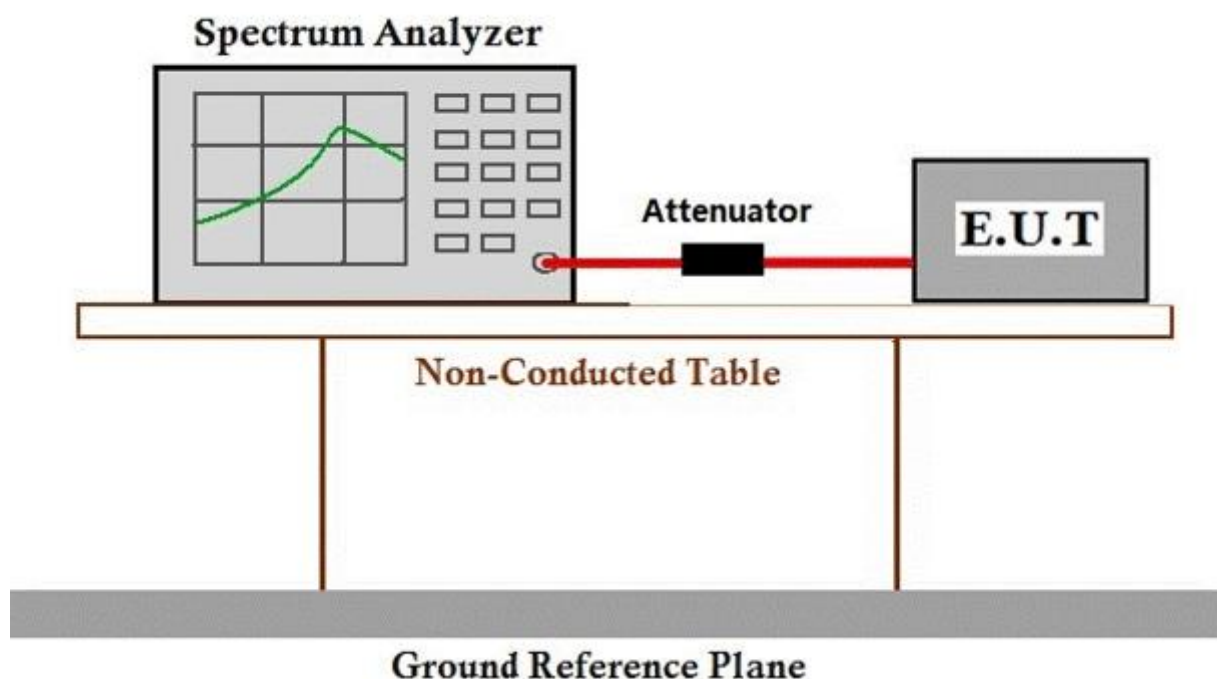 Spectrum Analyzer
Attenuator
E.U.T
Non-Conducted Table
Ground Reference Plane